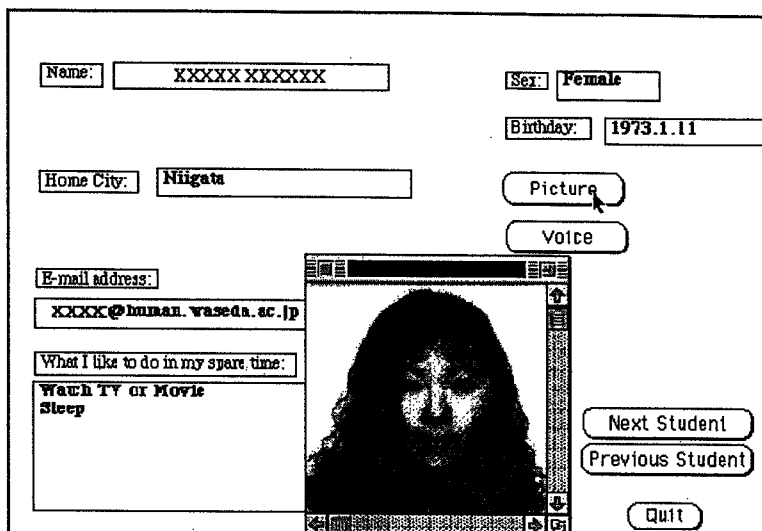 Name: XXXXX XXXXXX
Sex: Female
Birthday: 1973.1.11
Home City: Niigata
Picture
Voice
E-mail address:
XXXX@human.waseda.ac.jp
What I like to do in my spare time:
Watch TV or Movie
Sleep
Next Student
Previous Student
Quit